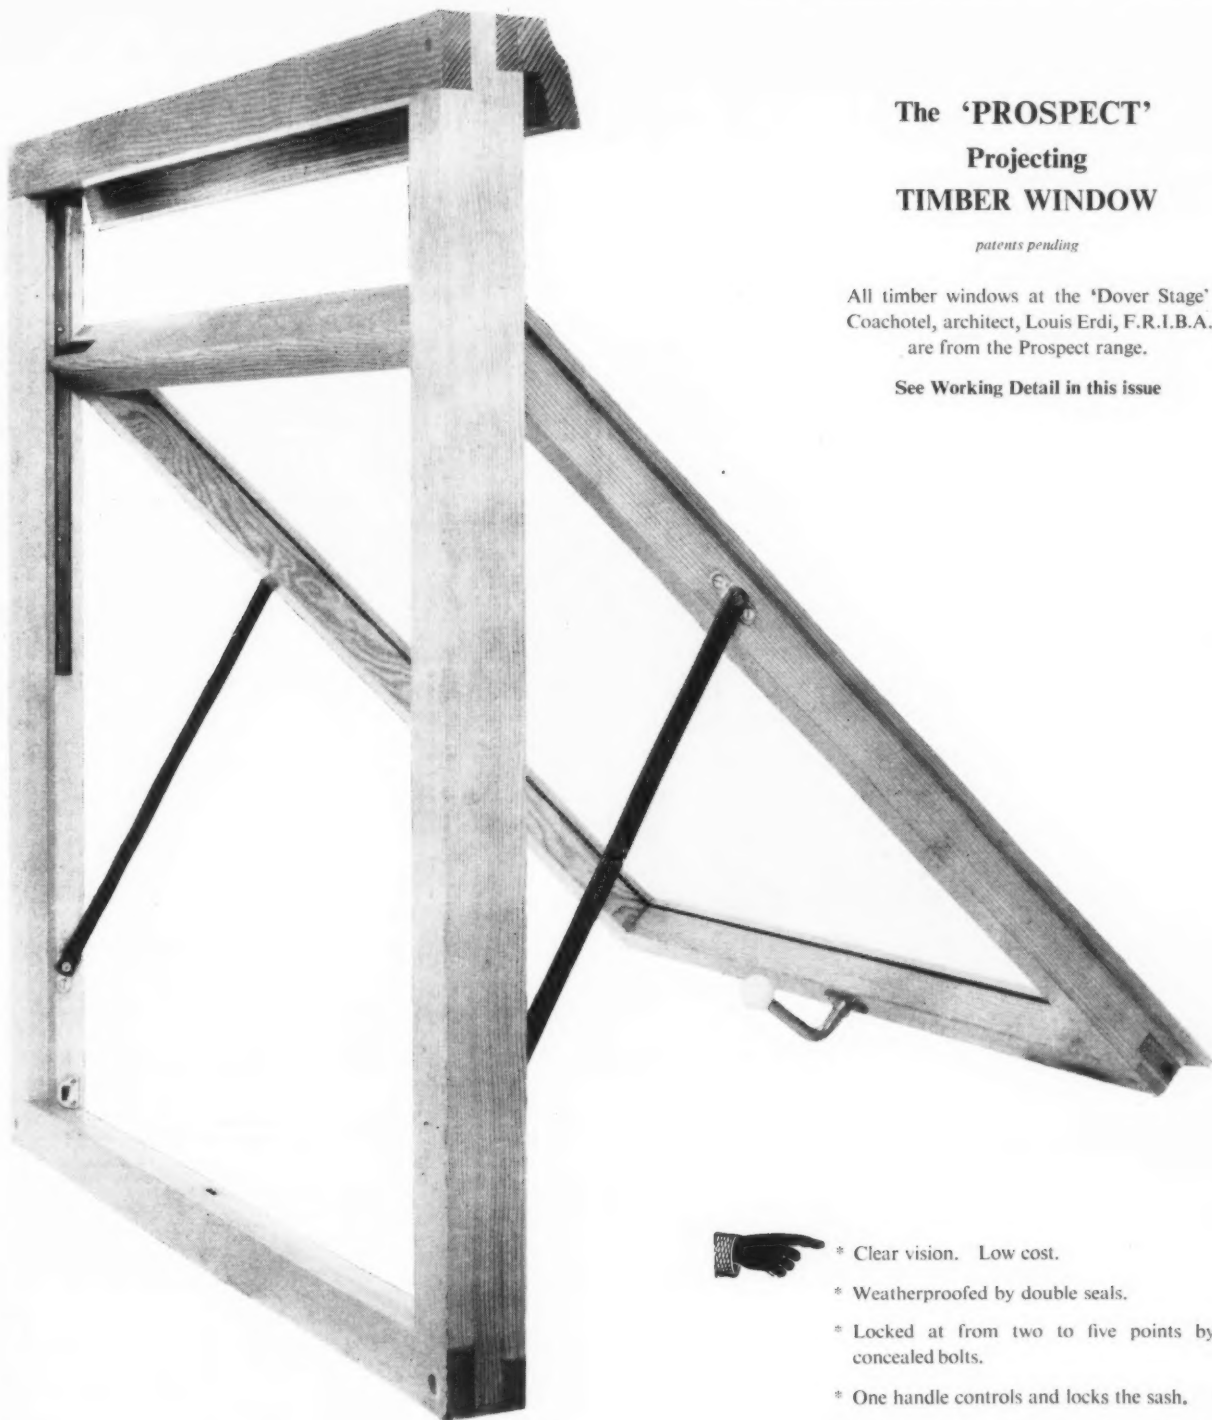 The ‘PROSPECT’
Projecting
TIMBER WINDOW
patents pending
All timber windows at the ‘Dover Stage’
Coachotel, architect, Louis Erdi, F.R.I.B.A.
are from the Prospect range.
See Working Detail in this issue
* Clear vision. Low cost.
* Weatherproofed by double seals.
* Locked at from two to five points by
concealed bolts.
* One handle controls and locks the sash.